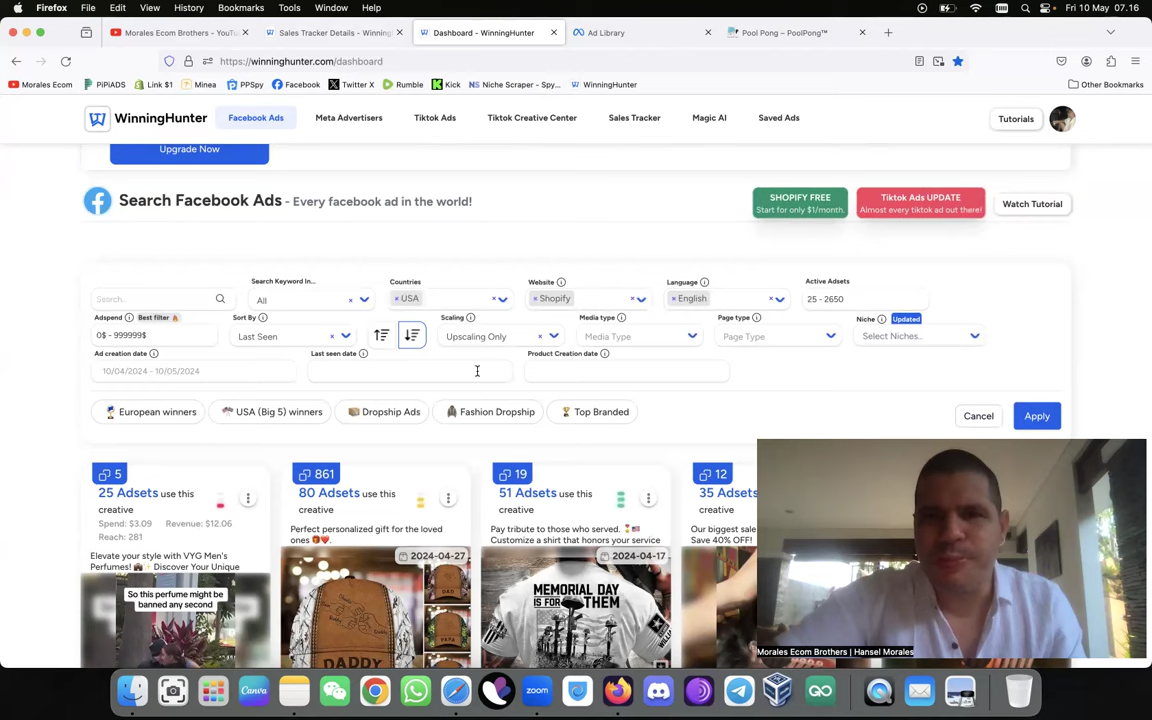 Firefox File Edit View History Bookmarks Tools Window Help Fri 10 May 07.16
Morales Ecom Brothers - YouTu Sales Tracker Details - Winning Dashboard - WinningHunter Ad Library Pool Pong – PoolPong™
https://winninghunter.com/dashboard
Morales Ecom PiPiADS Link $1 Minea PPSpy Facebook Twitter X Rumble Kick Niche Scraper - Spy... WinningHunter Other Bookmarks
WinningHunter Facebook Ads Meta Advertisers Tiktok Ads Tiktok Creative Center Sales Tracker Magic AI Saved Ads Tutorials
Upgrade Now
Search Facebook Ads - Every facebook ad in the world!
SHOPIFY FREE
Start for only $1/month.
Tiktok Ads UPDATE
Almost every tiktok ad out there!
Watch Tutorial
Search Keyword In... Countries Website Language Active Adsets
Search... All × × USA × × Shopify × × English × 25 - 2650
Adspend Best filter Sort By Scaling Media type Page type Niche Updated
0$ - 999999$ Last Seen × Upscaling Only × Media Type Page Type Select Niches...
Ad creation date Last seen date Product Creation date
10/04/2024 - 10/05/2024
European winners USA (Big 5) winners Dropship Ads Fashion Dropship Top Branded Cancel Apply
5
25 Adsets use this
creative
Spend: $3.09 Revenue: $12.06
Reach: 281
Elevate your style with VYG Men's
Perfumes! Discover Your Unique
So this perfume might be
banned any second
861
80 Adsets use this
creative
Perfect personalized gift for the loved
ones
2024-04-27
DAD
PAPA
DADDY
19
51 Adsets use this
creative
Pay tribute to those who served.
Customize a shirt that honors your service
2024-04-17
MEMORIAL DAY
IS FOR THEM
12
35 Adsets
creative
Our biggest sale
Save 40% OFF!
Morales Ecom Brothers | Hansel Morales
Canva
zoom